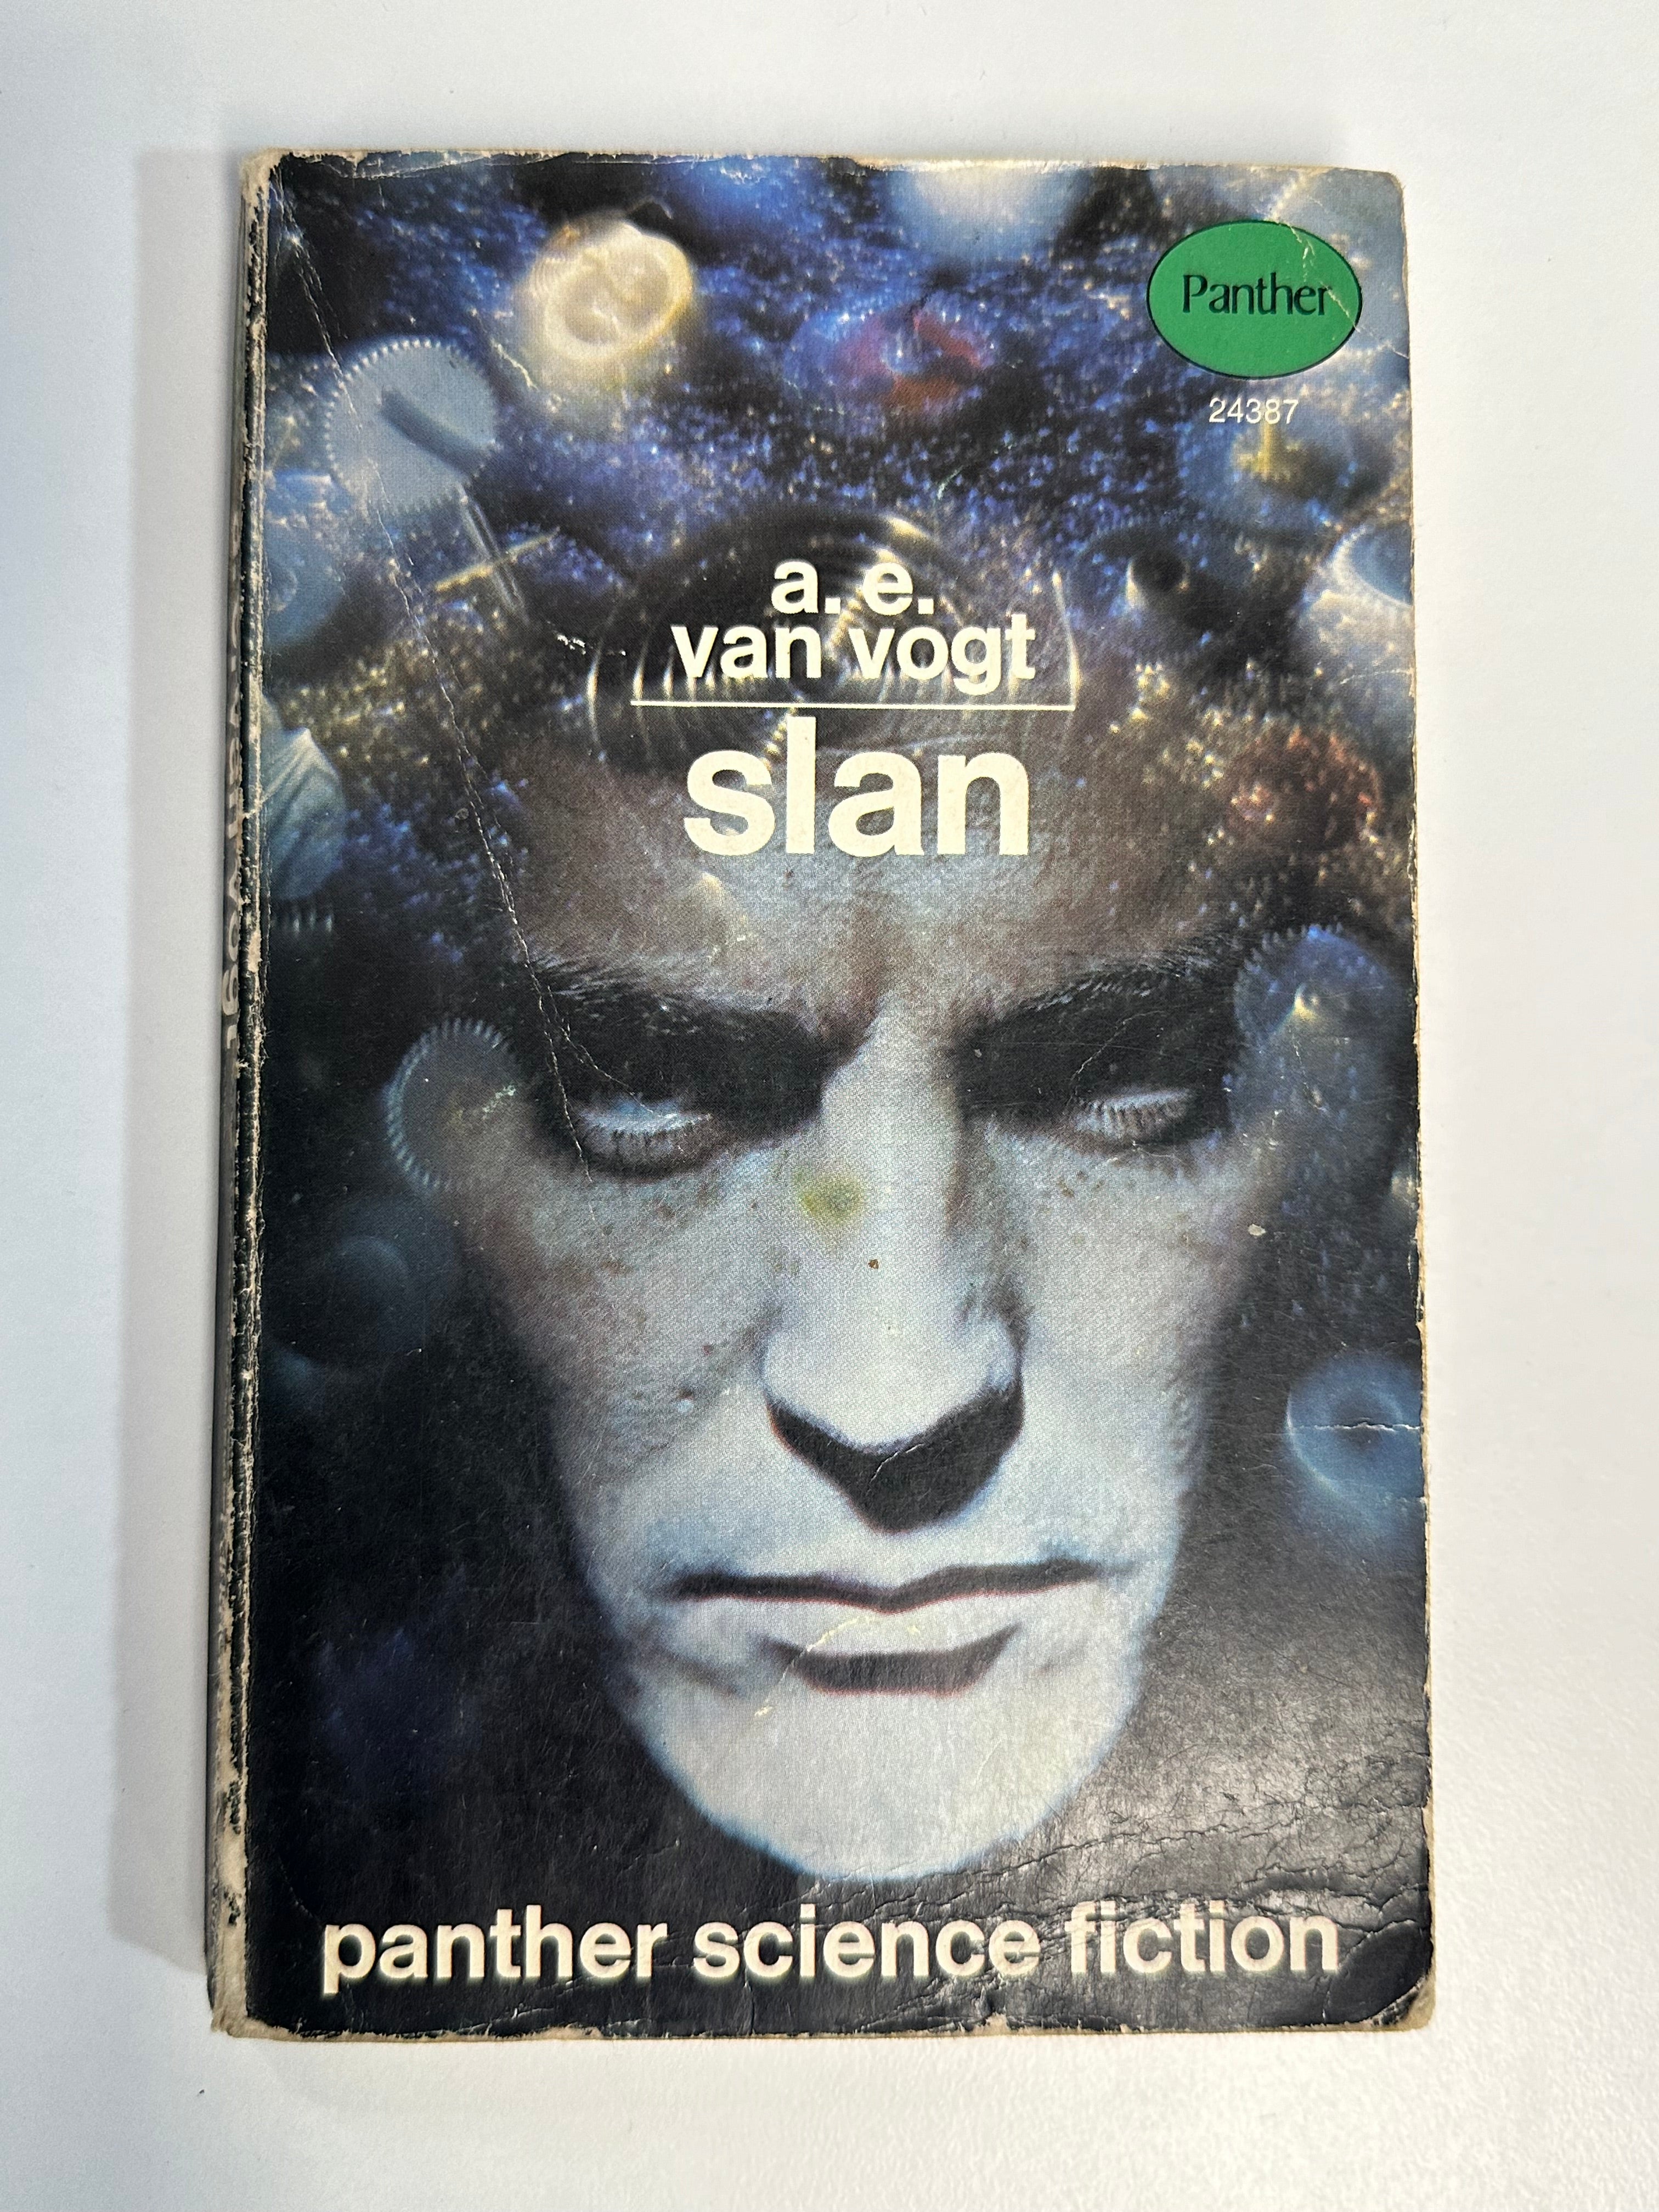 Panther
24387
a. e.
van vogt
slan
panther science fiction